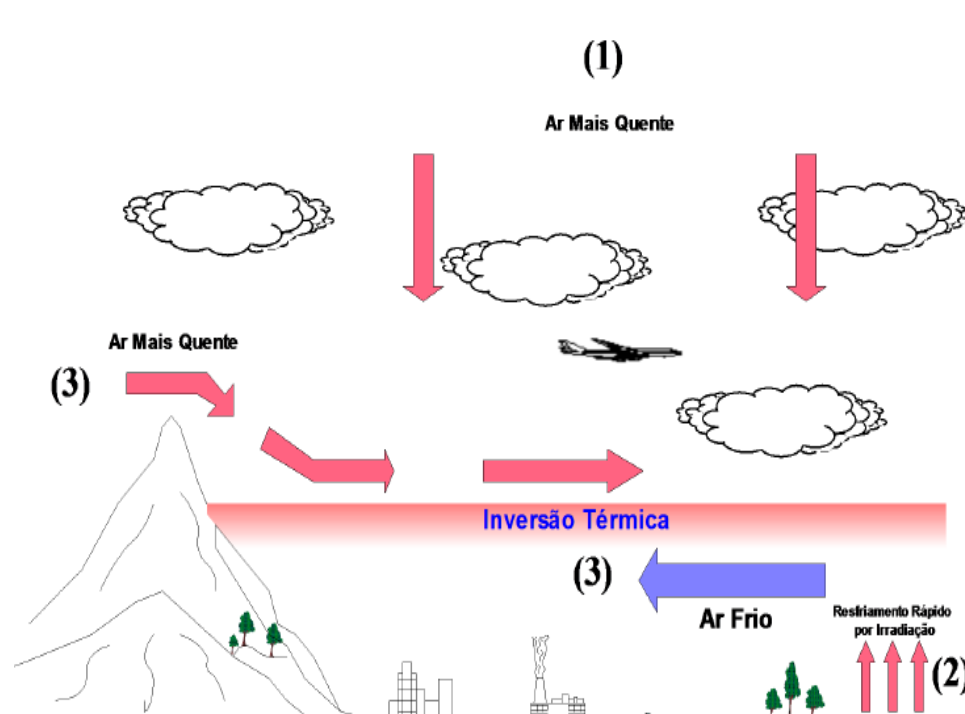 (1)
Ar Mais Quente
Ar Mais Quente
(3)
Inversão Térmica
(3)
Ar Frio
Resfriamento Rápido
por Irradiação
(2)